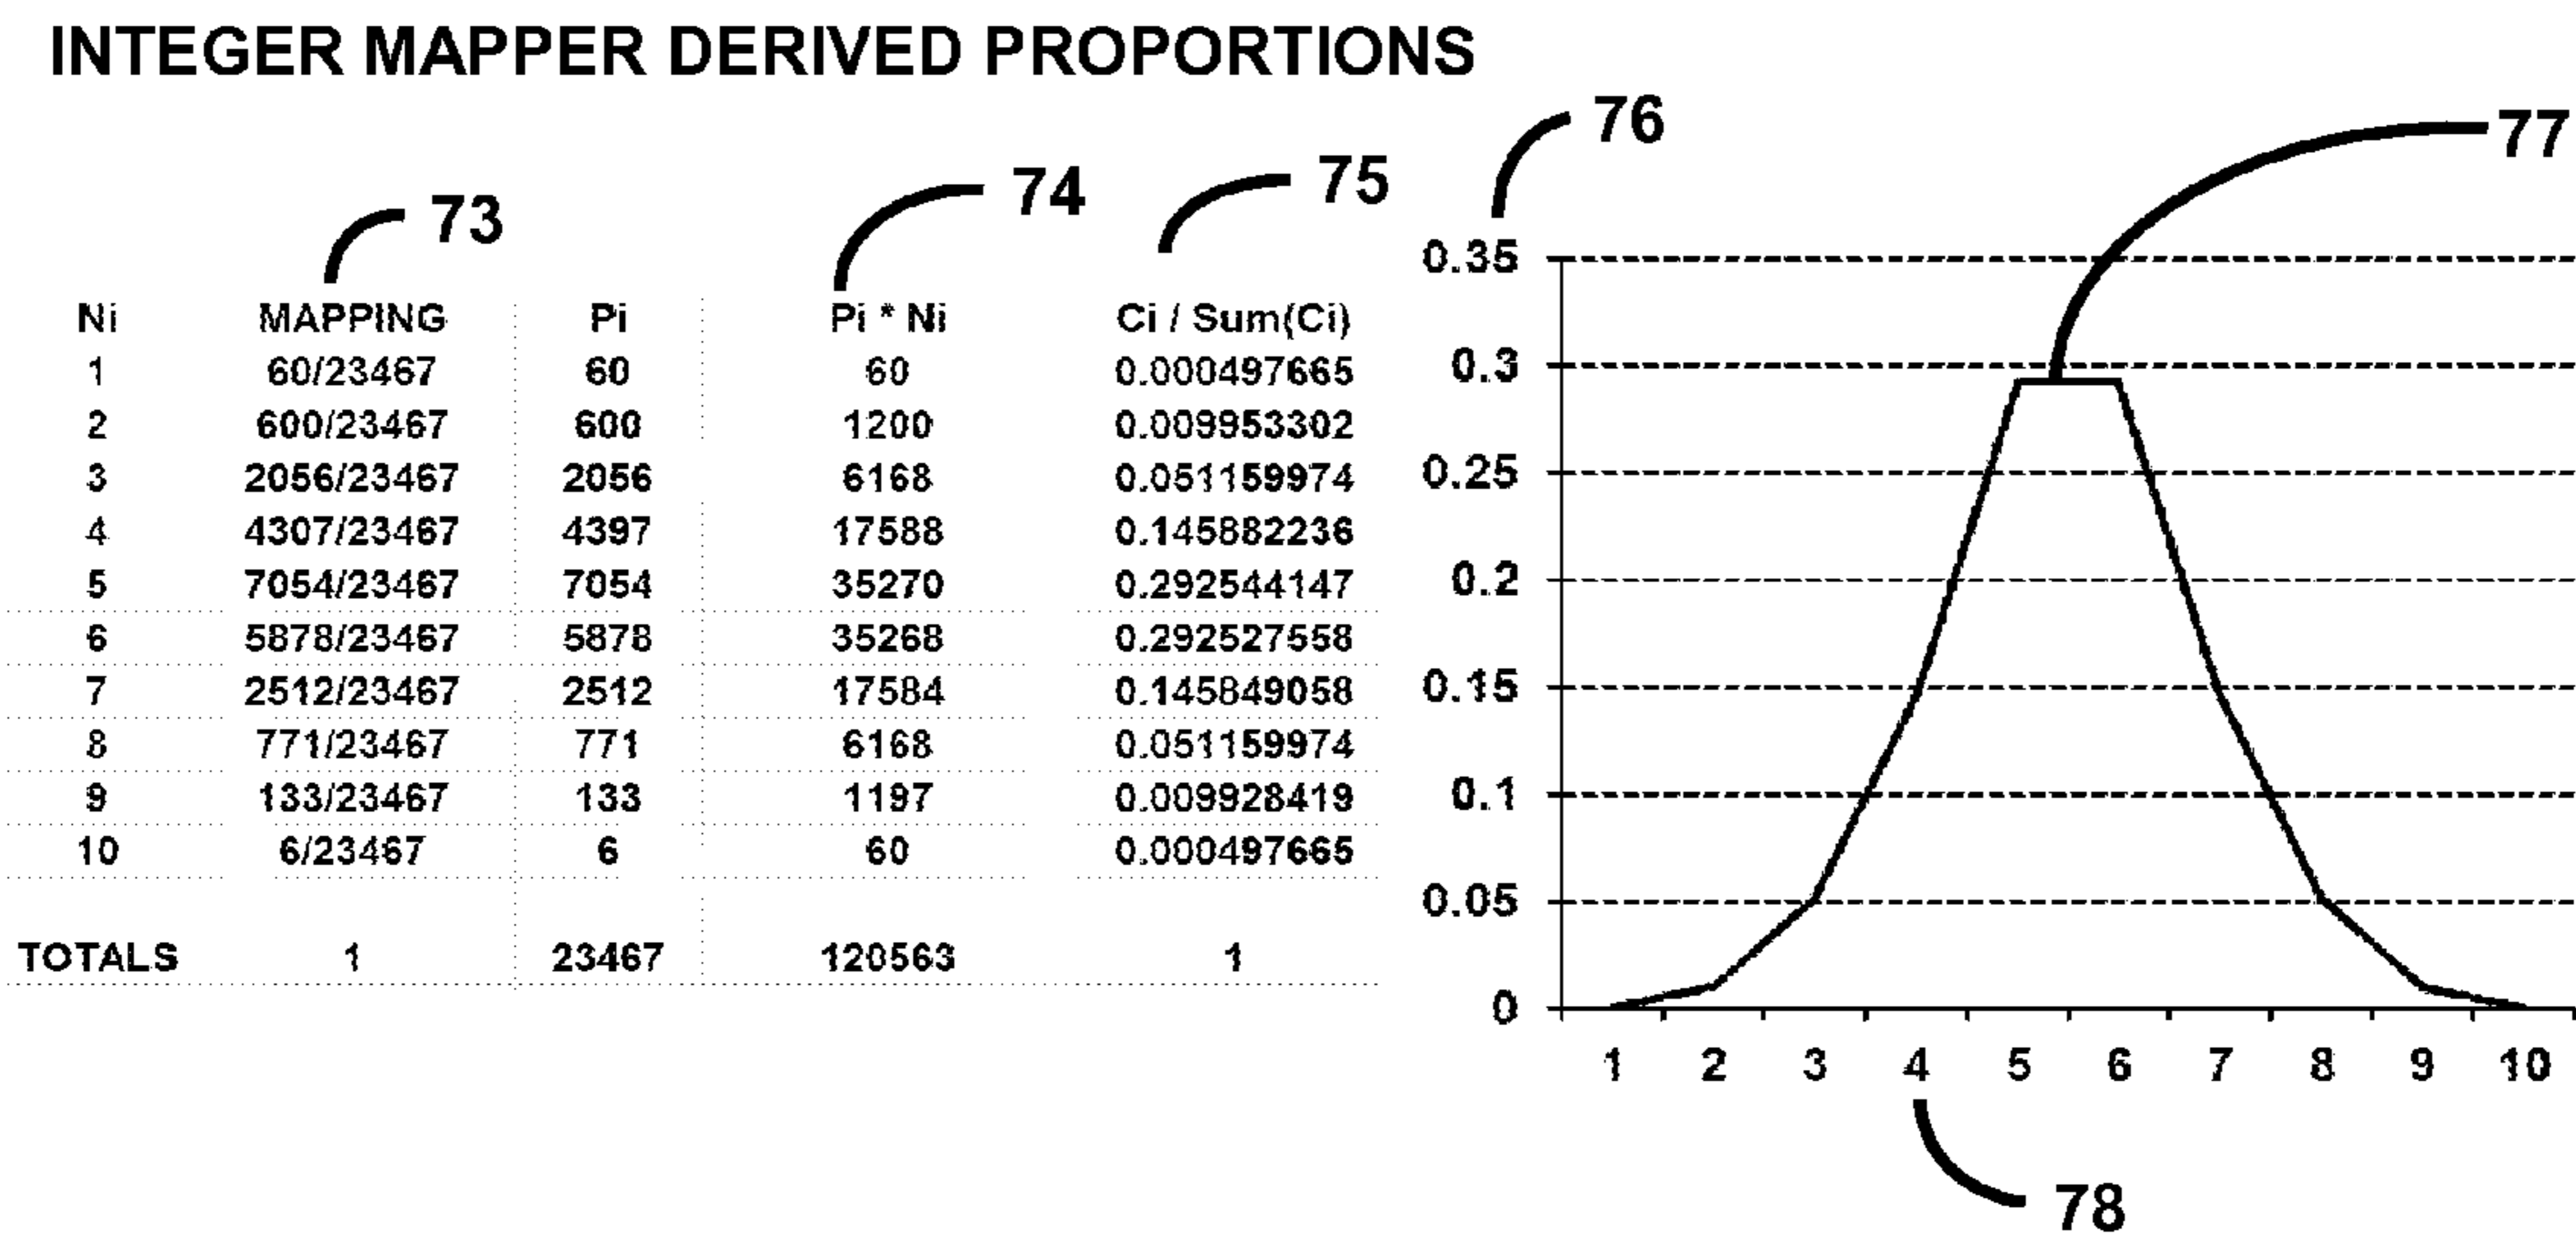 INTEGER MAPPER DERIVED PROPORTIONS
73
74
75
76
77
Ni MAPPING Pi Pi * Ni Ci / Sum(Ci)
1 60/23467 60 60 0.000497665
2 600/23467 600 1200 0.009953302
3 2056/23467 2056 6168 0.051159974
4 4307/23467 4397 17588 0.145882236
5 7054/23467 7054 35270 0.292544147
6 5878/23467 5878 35268 0.292527558
7 2512/23467 2512 17584 0.145849058
8 771/23467 771 6168 0.051159974
9 133/23467 133 1197 0.009928419
10 6/23467 6 60 0.000497665
TOTALS 1 23467 120563 1
0.35
0.3
0.25
0.2
0.15
0.1
0.05
0
1 2 3 4 5 6 7 8 9 10
78